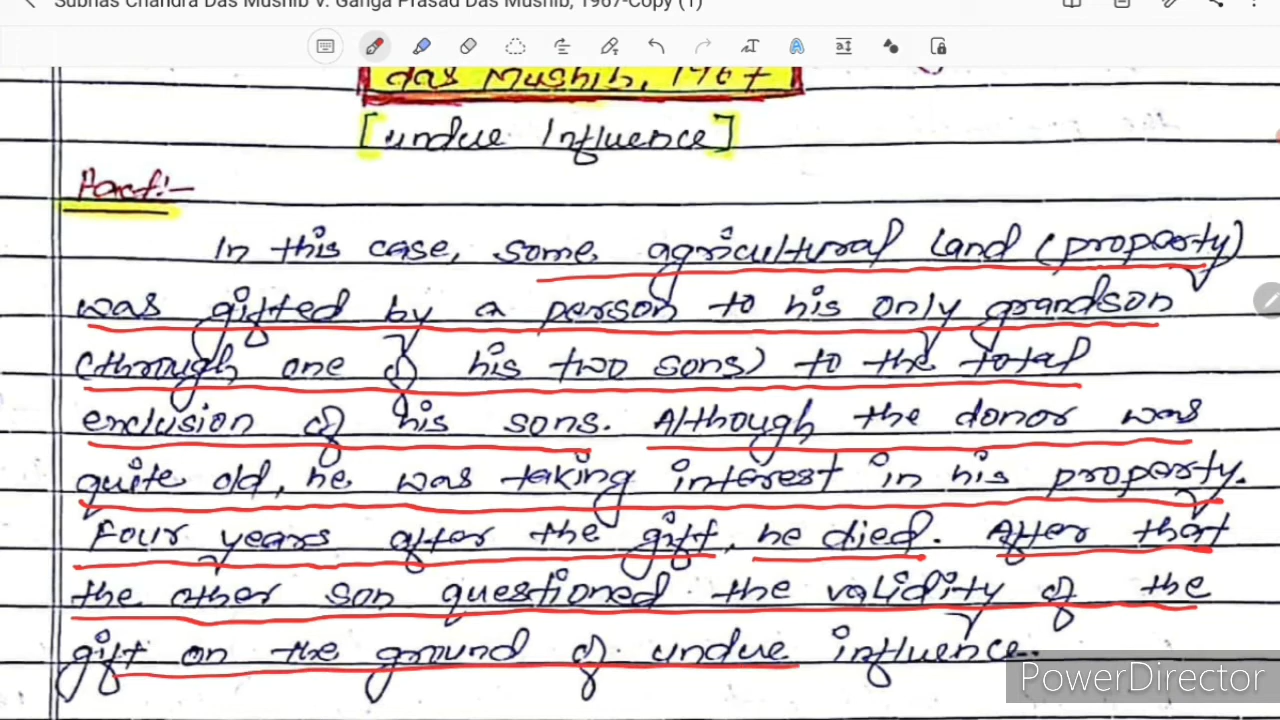 Subhas Chandra Das Mushib V. Ganga Prasad Das Mushib, 1967-Copy (1)
das Mushib, 1967
[undue Influence]
Fact:-
In this case, some agricultural land (property)
was gifted by a person to his only grandson
(through one of his two sons) to the total
exclusion of his sons. Although the donor was
quite old, he was taking interest in his property.
Four years after the gift, he died. After that
the other son questioned the validity of the
gift on the ground of undue influence.
PowerDirector